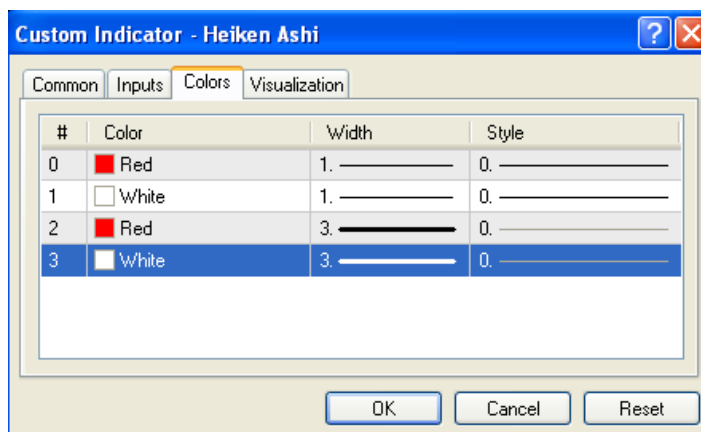 Custom Indicator - Heiken Ashi ?
Common Inputs Colors Visualization
# Color Width Style
0 Red 1. 0.
1 White 1. 0.
2 Red 3. 0.
3 White 3. 0.
OK Cancel Reset